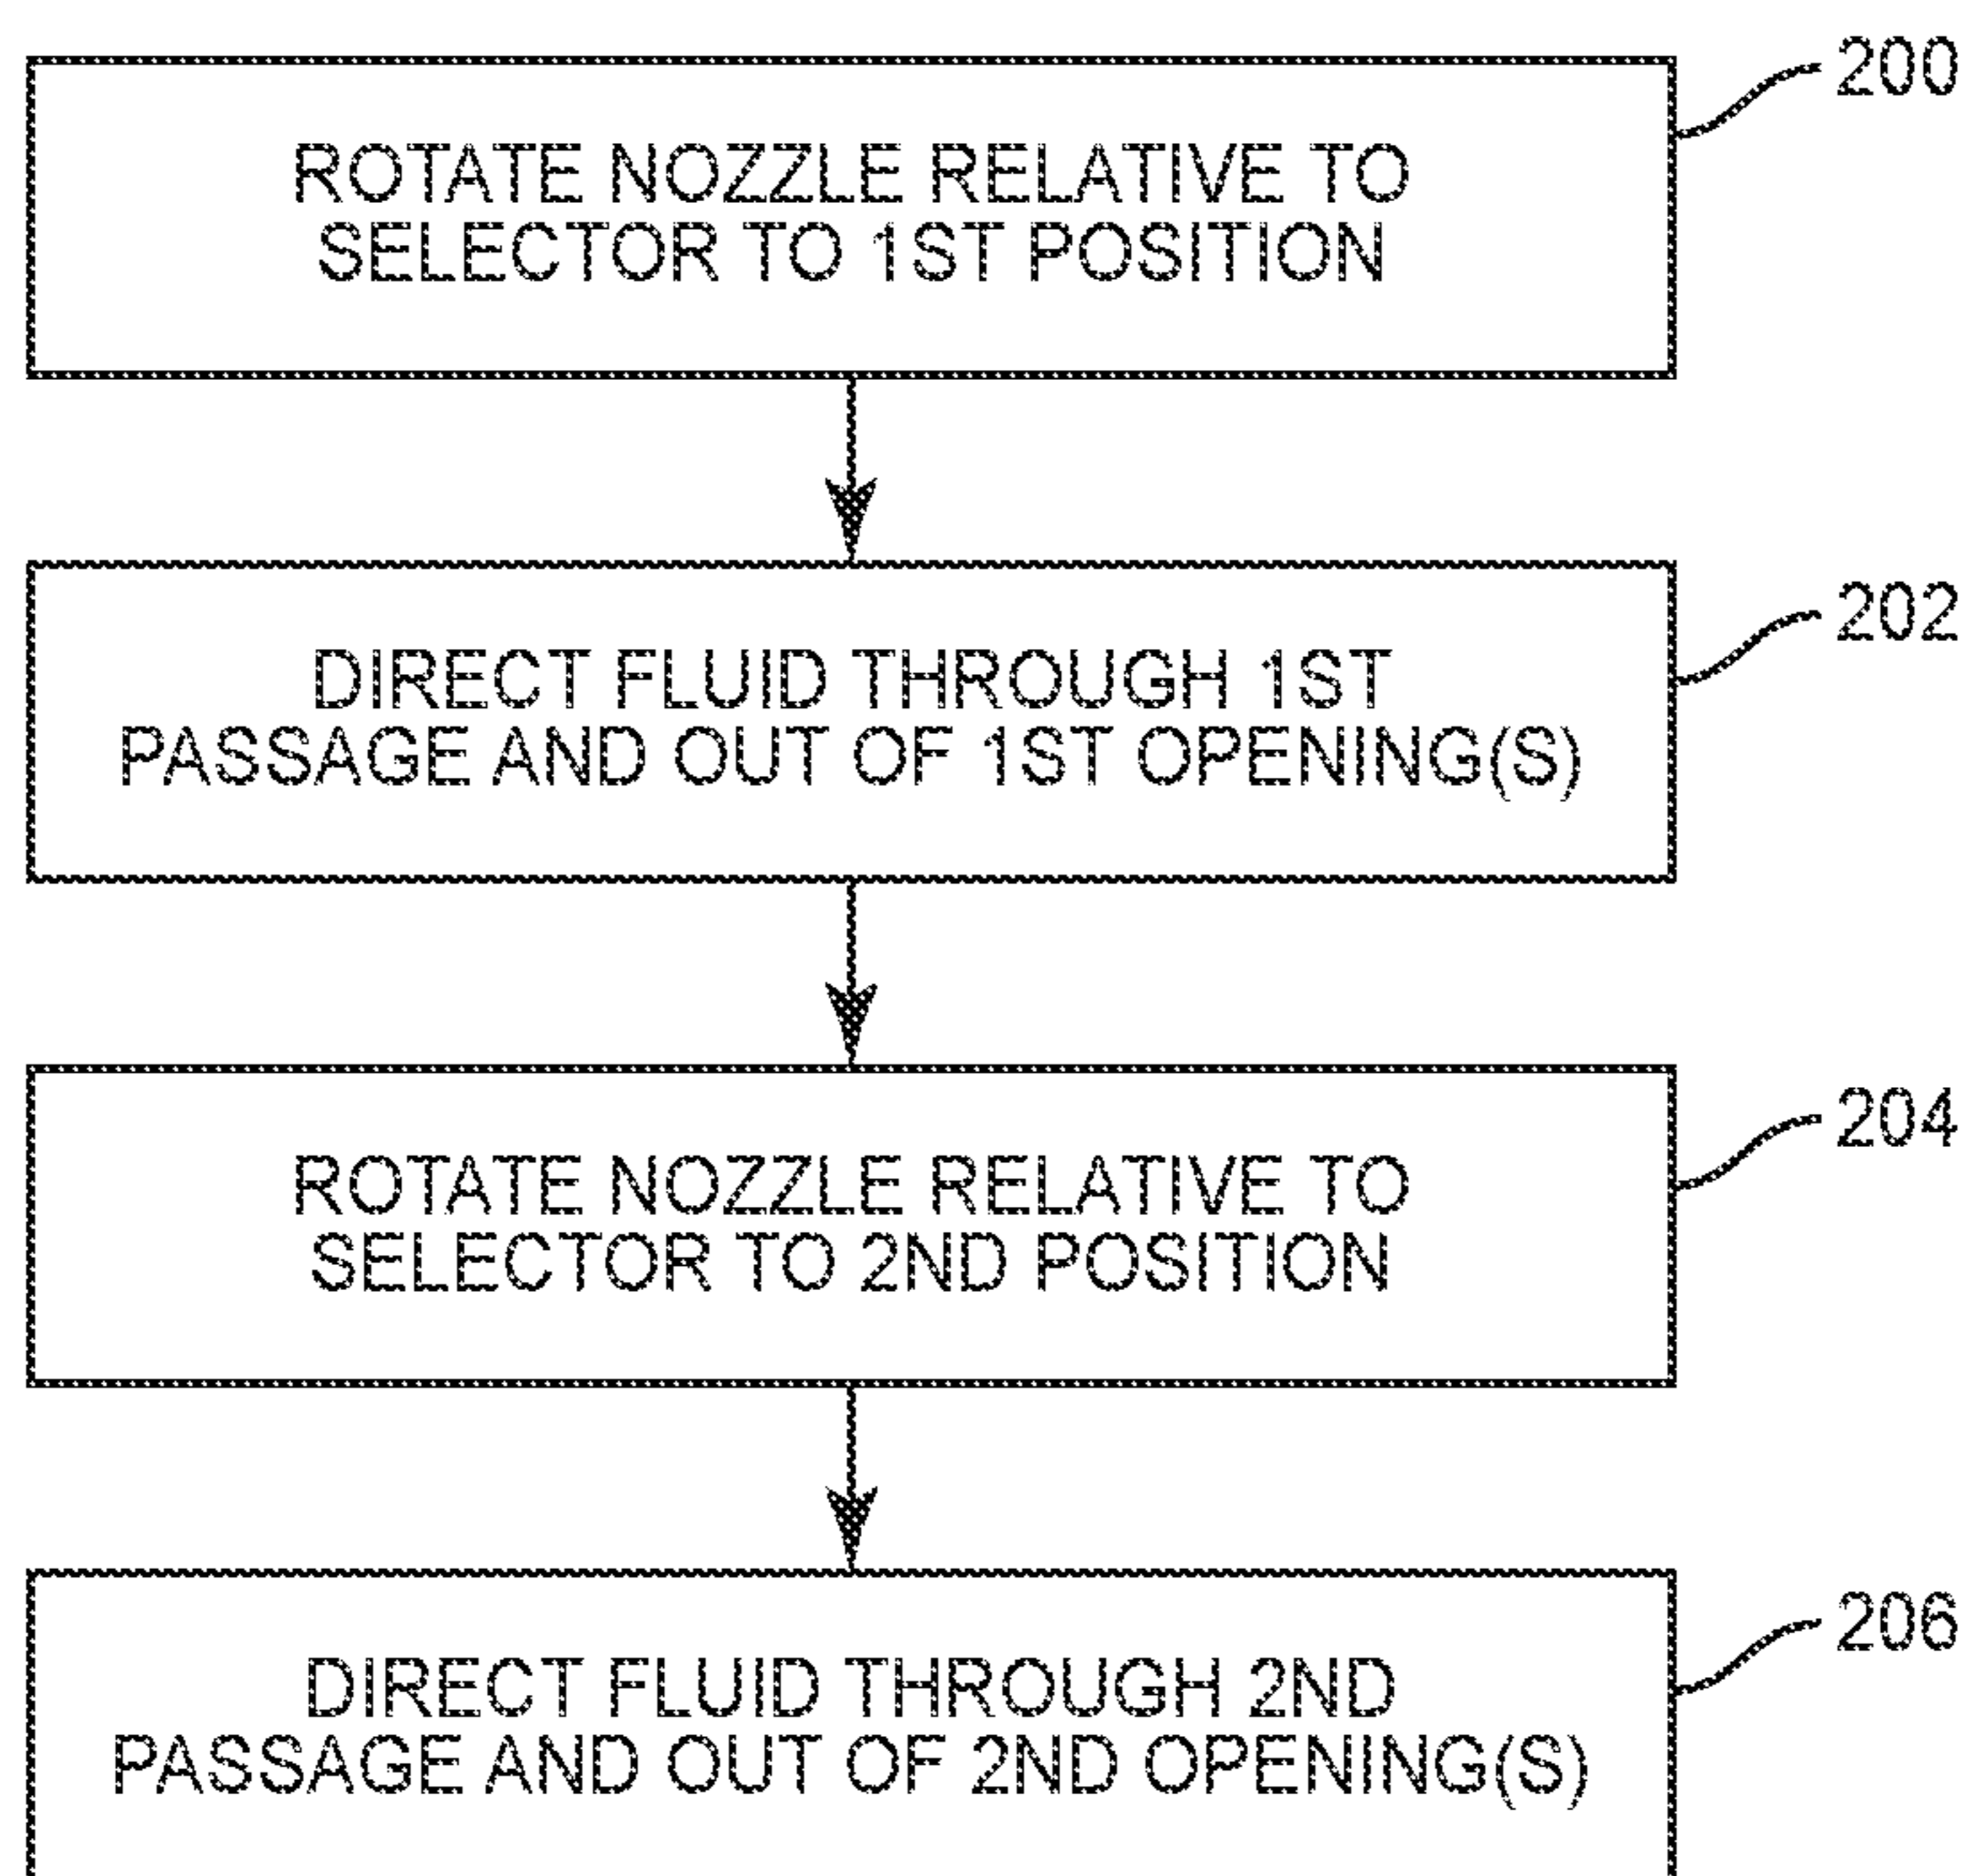 200
ROTATE NOZZLE RELATIVE TO
SELECTOR TO 1ST POSITION
202
DIRECT FLUID THROUGH 1ST
PASSAGE AND OUT OF 1ST OPENING(S)
204
ROTATE NOZZLE RELATIVE TO
SELECTOR TO 2ND POSITION
206
DIRECT FLUID THROUGH 2ND
PASSAGE AND OUT OF 2ND OPENING(S)